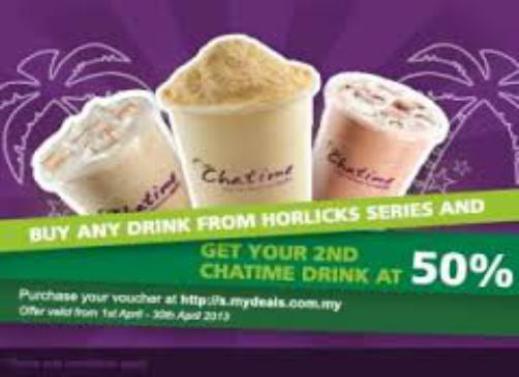 Chatime
Chatime
Chatime
BUY ANY DRINK FROM HORLICKS SERIES AND
GET YOUR 2ND
CHATIME DRINK AT 50%
Purchase your voucher at http://s.mydeals.com.my
Offer valid from 1st April - 30th April 2013